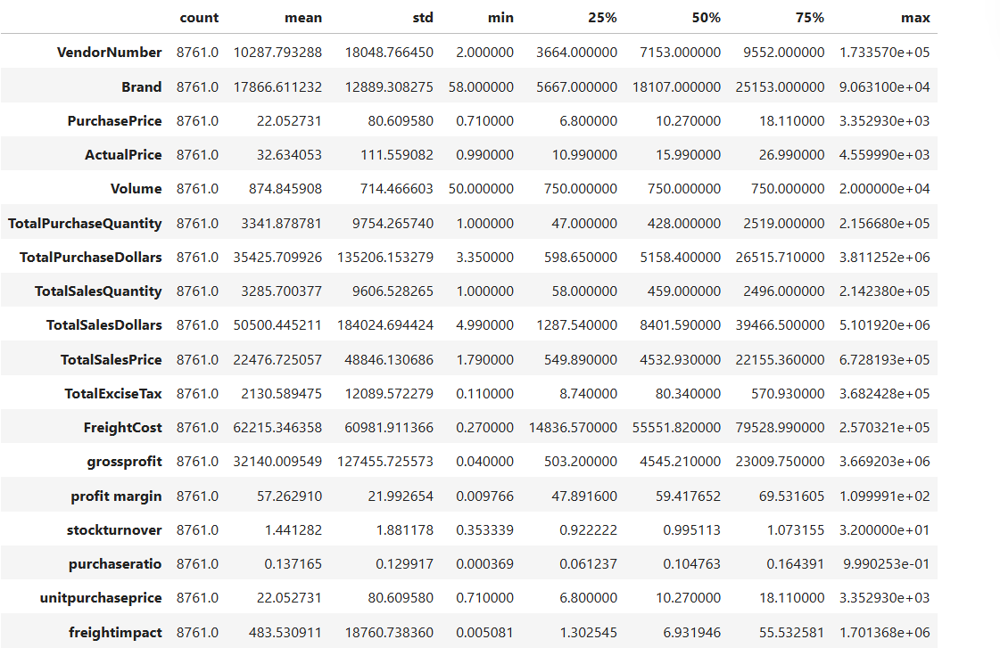 count mean std min 25% 50% 75% max
VendorNumber 8761.0 10287.793288 18048.766450 2.000000 3664.000000 7153.000000 9552.000000 1.733570e+05
Brand 8761.0 17866.611232 12889.308275 58.000000 5667.000000 18107.000000 25153.000000 9.063100e+04
PurchasePrice 8761.0 22.052731 80.609580 0.710000 6.800000 10.270000 18.110000 3.352930e+03
ActualPrice 8761.0 32.634053 111.559082 0.990000 10.990000 15.990000 26.990000 4.559990e+03
Volume 8761.0 874.845908 714.466603 50.000000 750.000000 750.000000 750.000000 2.000000e+04
TotalPurchaseQuantity 8761.0 3341.878781 9754.265740 1.000000 47.000000 428.000000 2519.000000 2.156680e+05
TotalPurchaseDollars 8761.0 35425.709926 135206.153279 3.350000 598.650000 5158.400000 26515.710000 3.811252e+06
TotalSalesQuantity 8761.0 3285.700377 9606.528265 1.000000 58.000000 459.000000 2496.000000 2.142380e+05
TotalSalesDollars 8761.0 50500.445211 184024.694424 4.990000 1287.540000 8401.590000 39466.500000 5.101920e+06
TotalSalesPrice 8761.0 22476.725057 48846.130686 1.790000 549.890000 4532.930000 22155.360000 6.728193e+05
TotalExciseTax 8761.0 2130.589475 12089.572279 0.110000 8.740000 80.340000 570.930000 3.682428e+05
FreightCost 8761.0 62215.346358 60981.911366 0.270000 14836.570000 55551.820000 79528.990000 2.570321e+05
grossprofit 8761.0 32140.009549 127455.725573 0.040000 503.200000 4545.210000 23009.750000 3.669203e+06
profit margin 8761.0 57.262910 21.992654 0.009766 47.891600 59.417652 69.531605 1.099991e+02
stockturnover 8761.0 1.441282 1.881178 0.353339 0.922222 0.995113 1.073155 3.200000e+01
purchaseratio 8761.0 0.137165 0.129917 0.000369 0.061237 0.104763 0.164391 9.990253e-01
unitpurchaseprice 8761.0 22.052731 80.609580 0.710000 6.800000 10.270000 18.110000 3.352930e+03
freightimpact 8761.0 483.530911 18760.738360 0.005081 1.302545 6.931946 55.532581 1.701368e+06